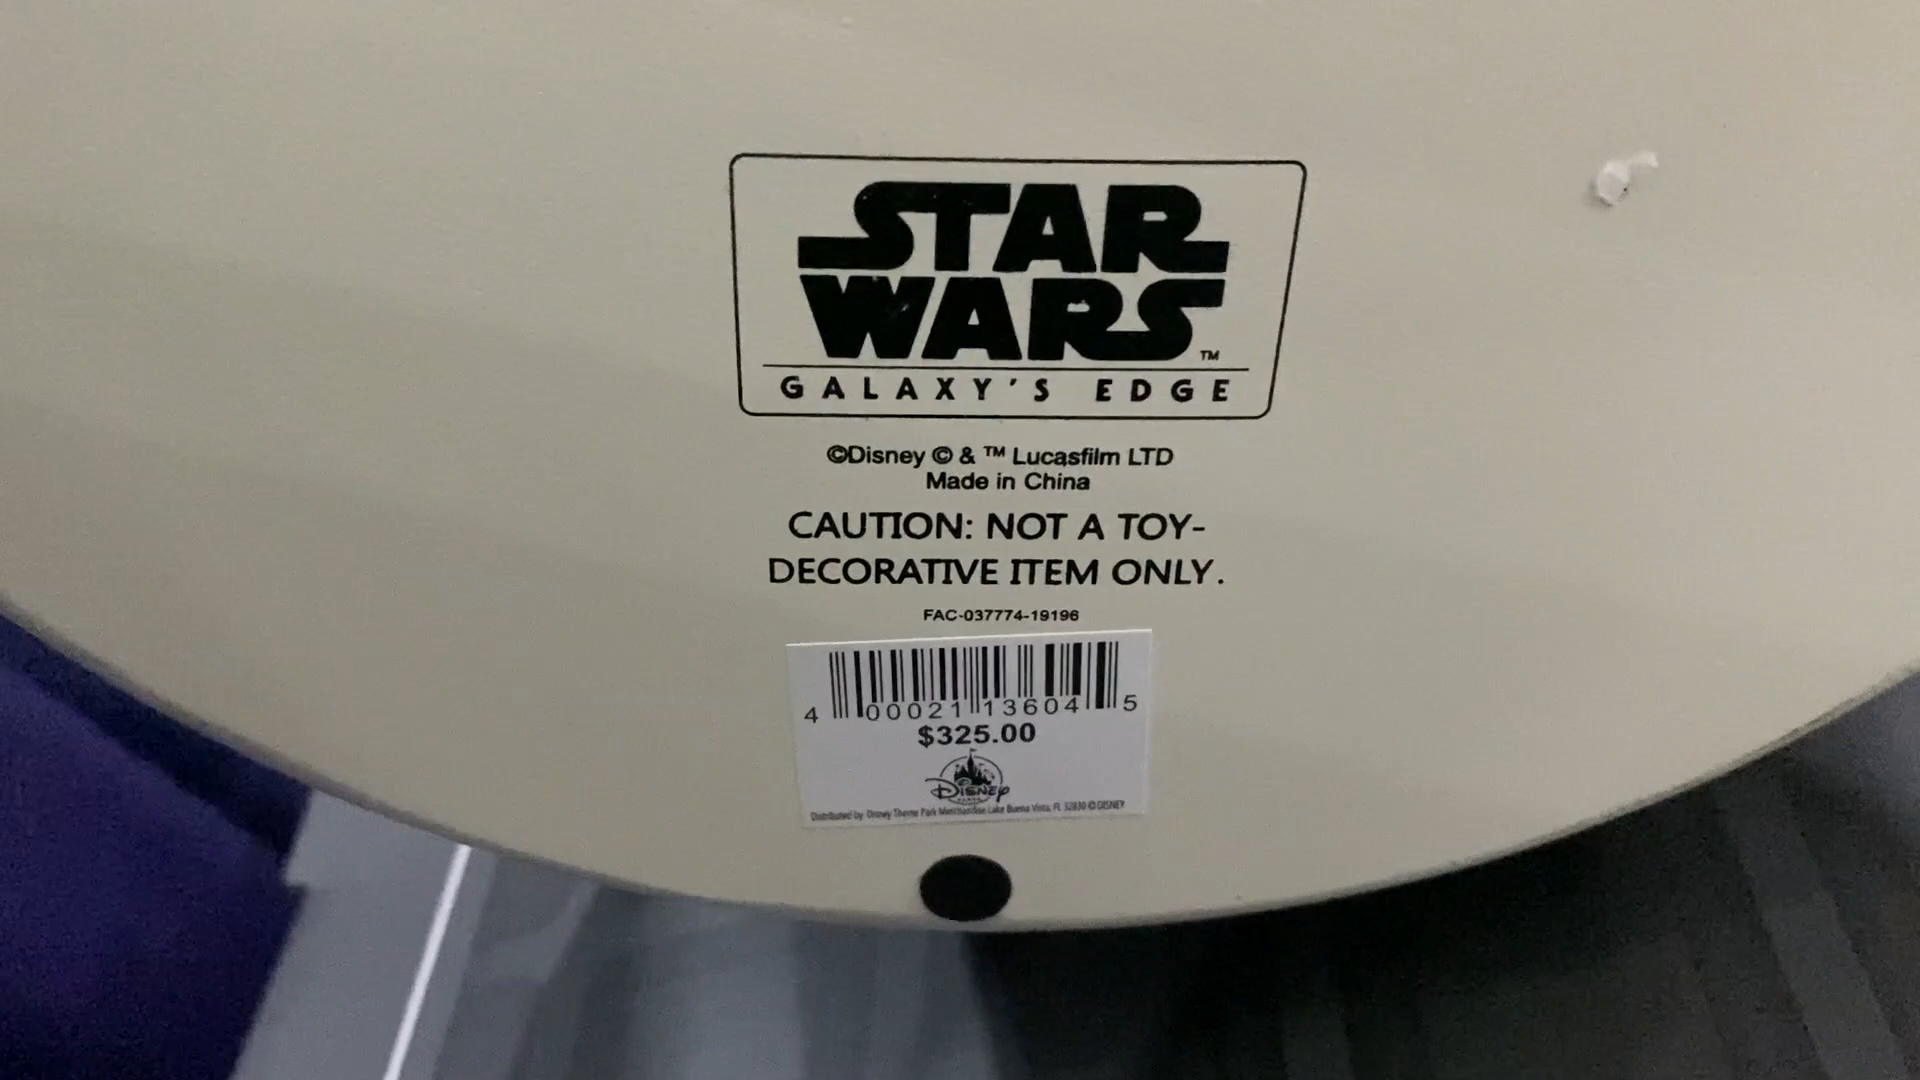 STAR
WARS™
GALAXY'S EDGE
©Disney © & ™ Lucasfilm LTD
Made in China
CAUTION: NOT A TOY-
DECORATIVE ITEM ONLY.
FAC-037774-19196
4 00021 13604 5
$325.00
Disney
Distributed by Disney Theme Park Merchandise Lake Buena Vista, FL 32830 © DISNEY